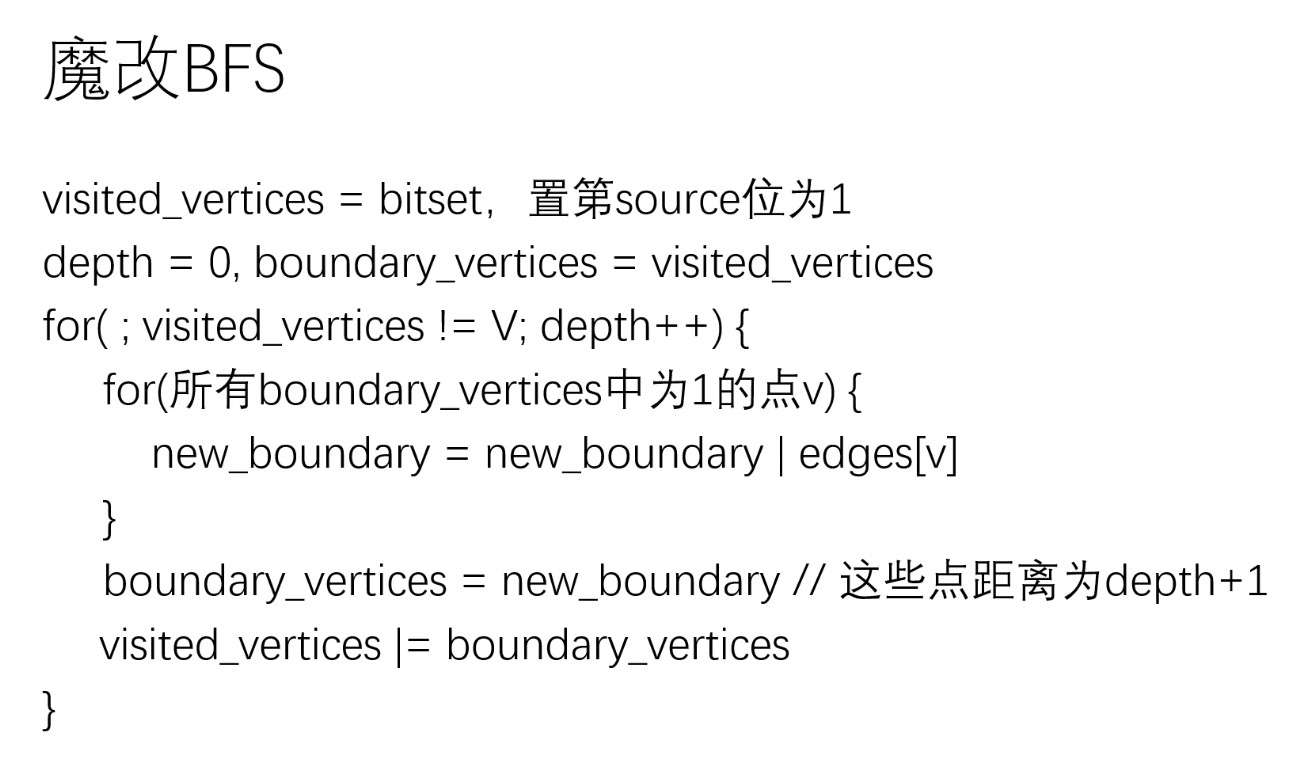 魔改BFS
visited_vertices = bitset，置第source位为1
depth = 0, boundary_vertices = visited_vertices
for( ; visited_vertices != V; depth++) {
for(所有boundary_vertices中为1的点v) {
new_boundary = new_boundary | edges[v]
}
boundary_vertices = new_boundary // 这些点距离为depth+1
visited_vertices |= boundary_vertices
}